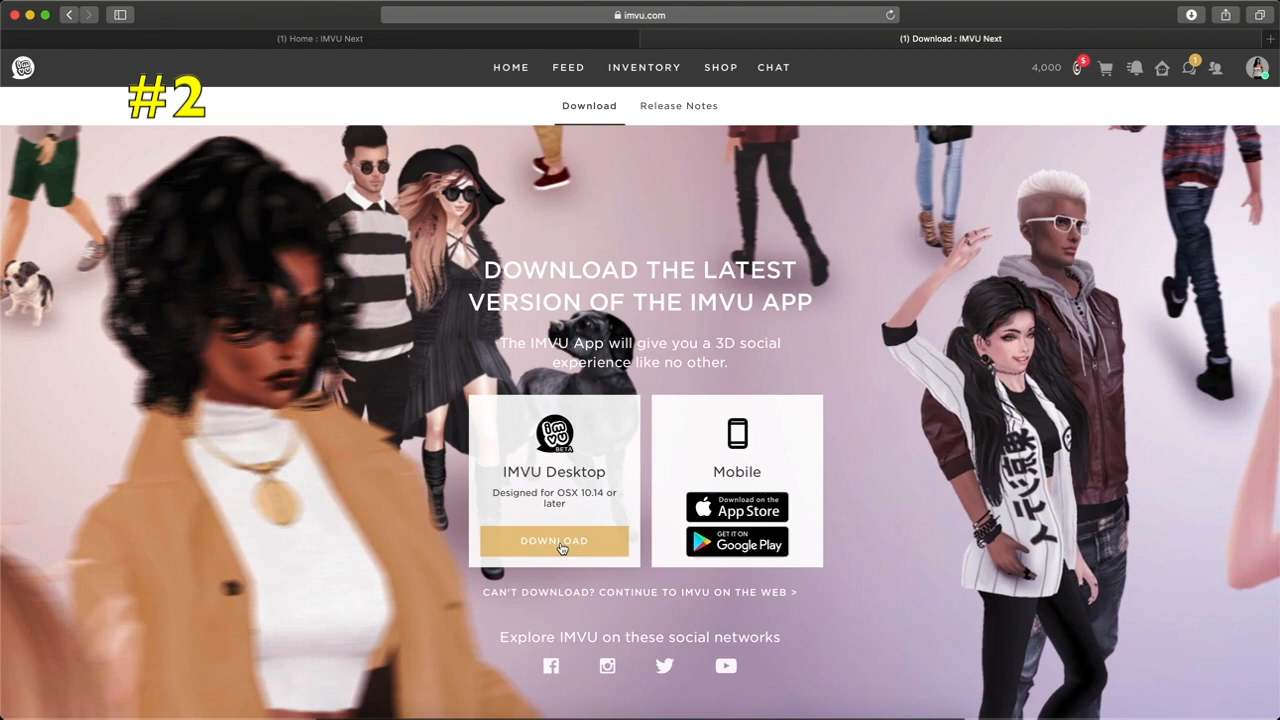 imvu.com
(1) Home : IMVU Next
(1) Download : IMVU Next
imvu
HOME FEED INVENTORY SHOP CHAT
4,000
$
1
#2
Download Release Notes
DOWNLOAD THE LATEST
VERSION OF THE IMVU APP
The IMVU App will give you a 3D social
experience like no other.
imvu
BETA
IMVU Desktop
Designed for OSX 10.14 or
later
DOWNLOAD
Mobile
Download on the
App Store
GET IT ON
Google Play
CAN'T DOWNLOAD? CONTINUE TO IMVU ON THE WEB >
Explore IMVU on these social networks